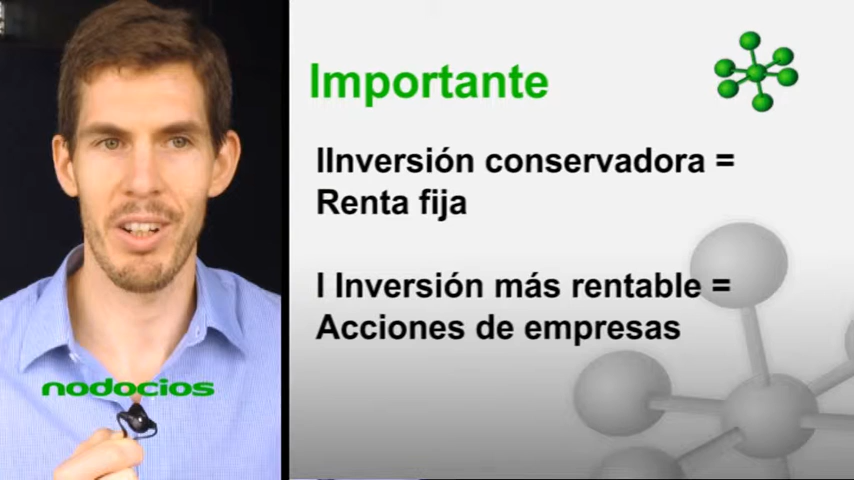 Importante
IInversión conservadora =
Renta fija
I Inversión más rentable =
Acciones de empresas
nodocios